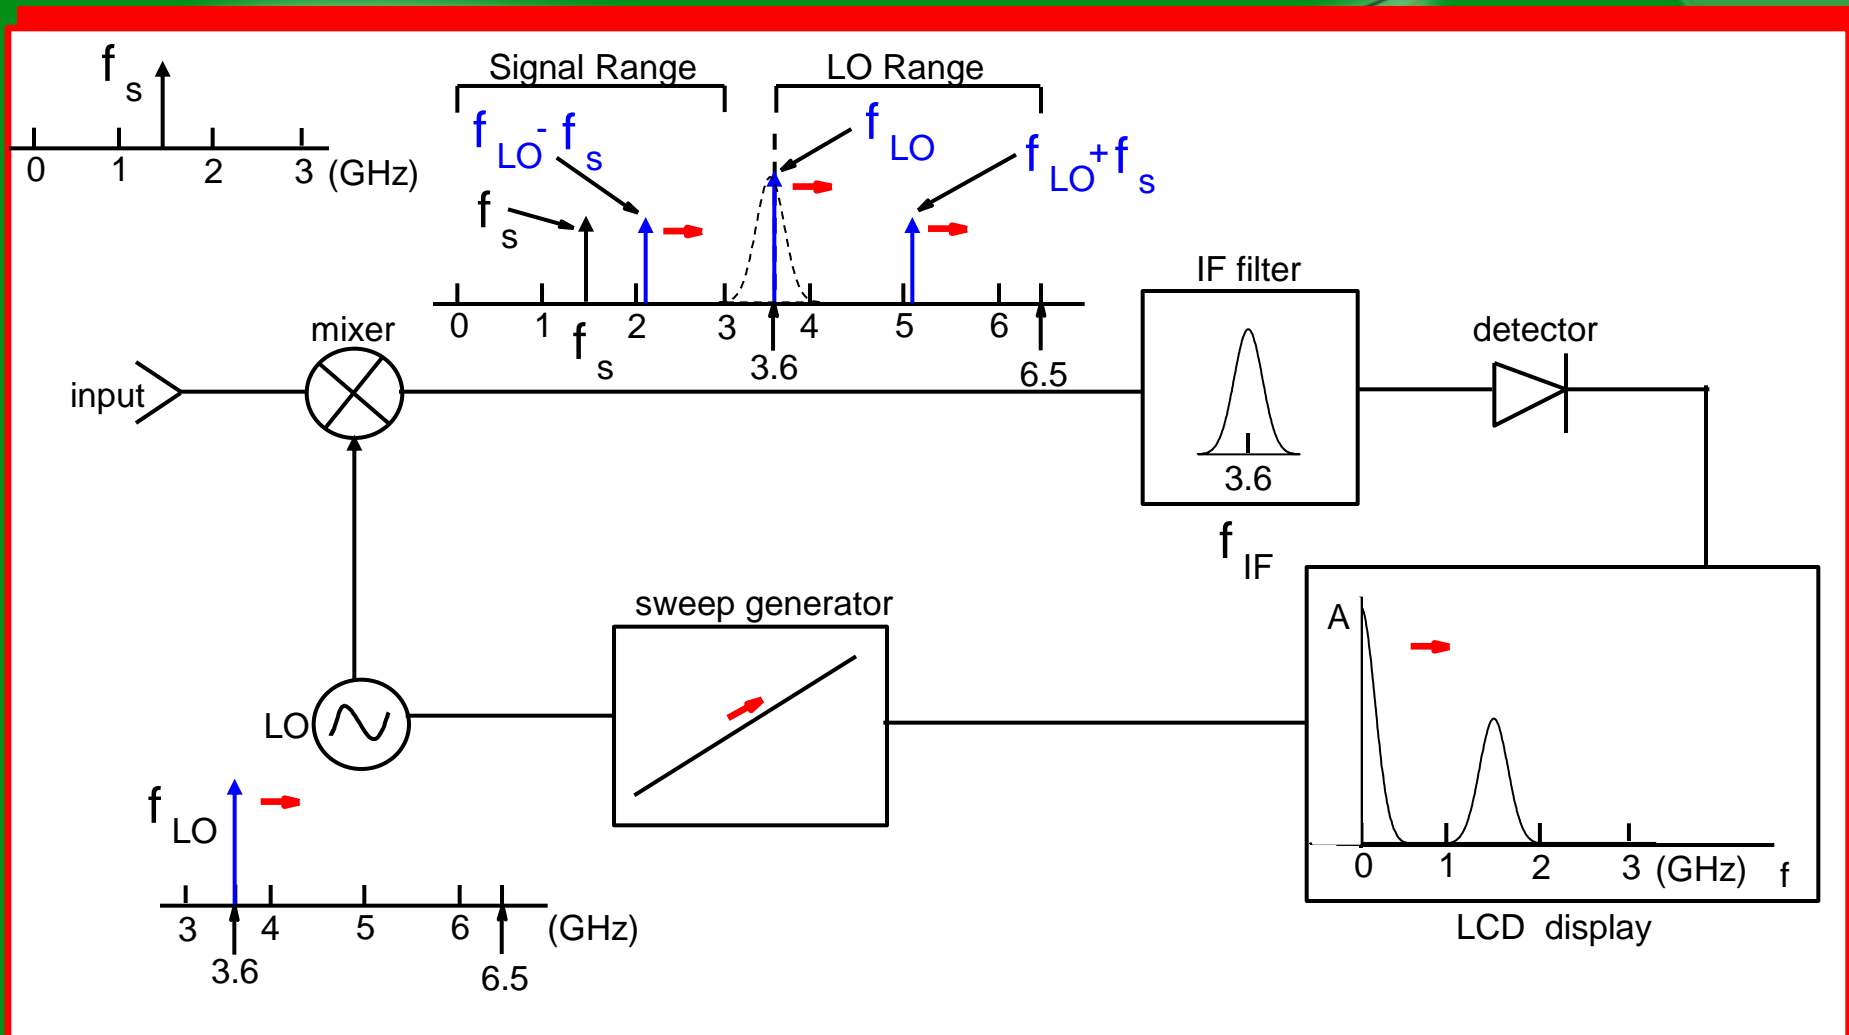 f s
0 1 2 3 (GHz)
Signal Range
LO Range
f LO - f s
f LO
f LO + f s
f s
0 1 2 3 4 5 6
f s
3.6
6.5
input
mixer
IF filter
3.6
f IF
detector
LO
sweep generator
f LO
3 4 5 6 (GHz)
3.6
6.5
A
0 1 2 3 (GHz) f
LCD display